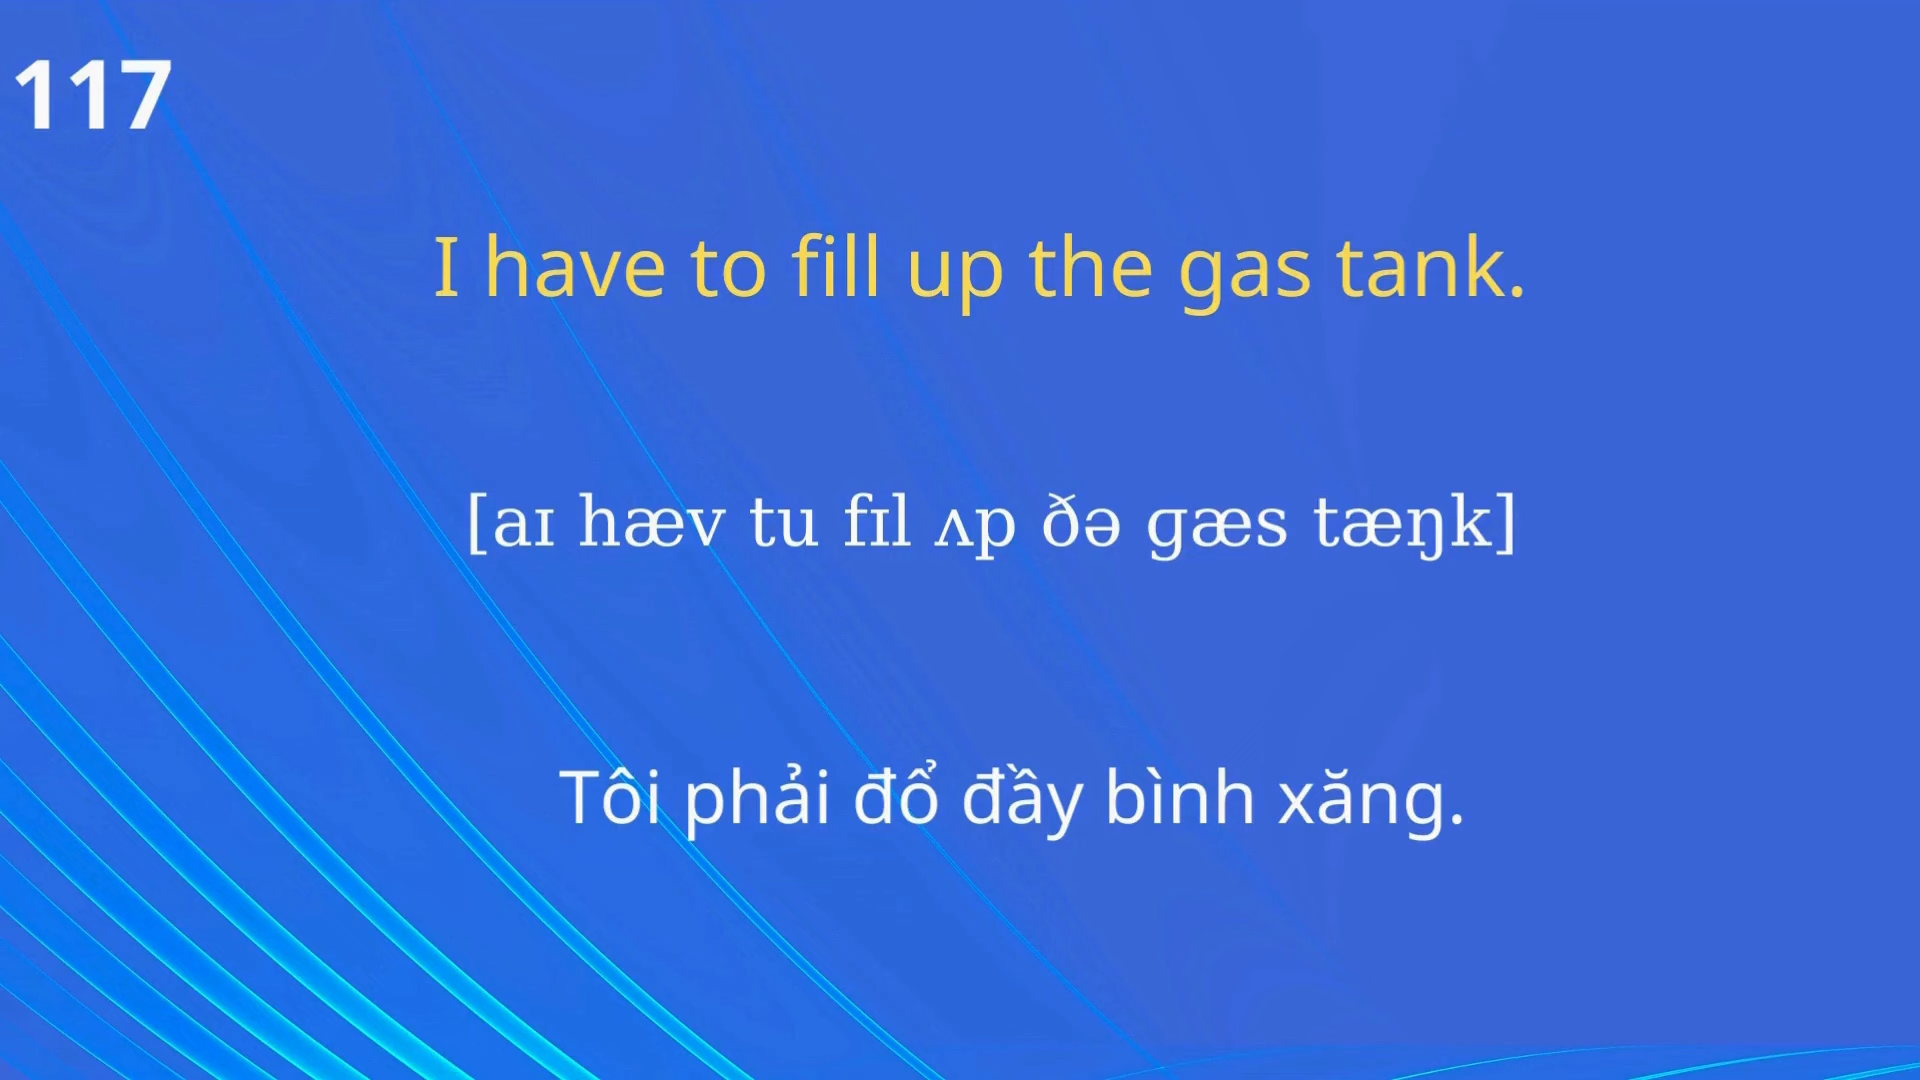 117
I have to fill up the gas tank.
[aɪ hæv tu fɪl ʌp ðə ɡæs tæŋk]
Tôi phải đổ đầy bình xăng.